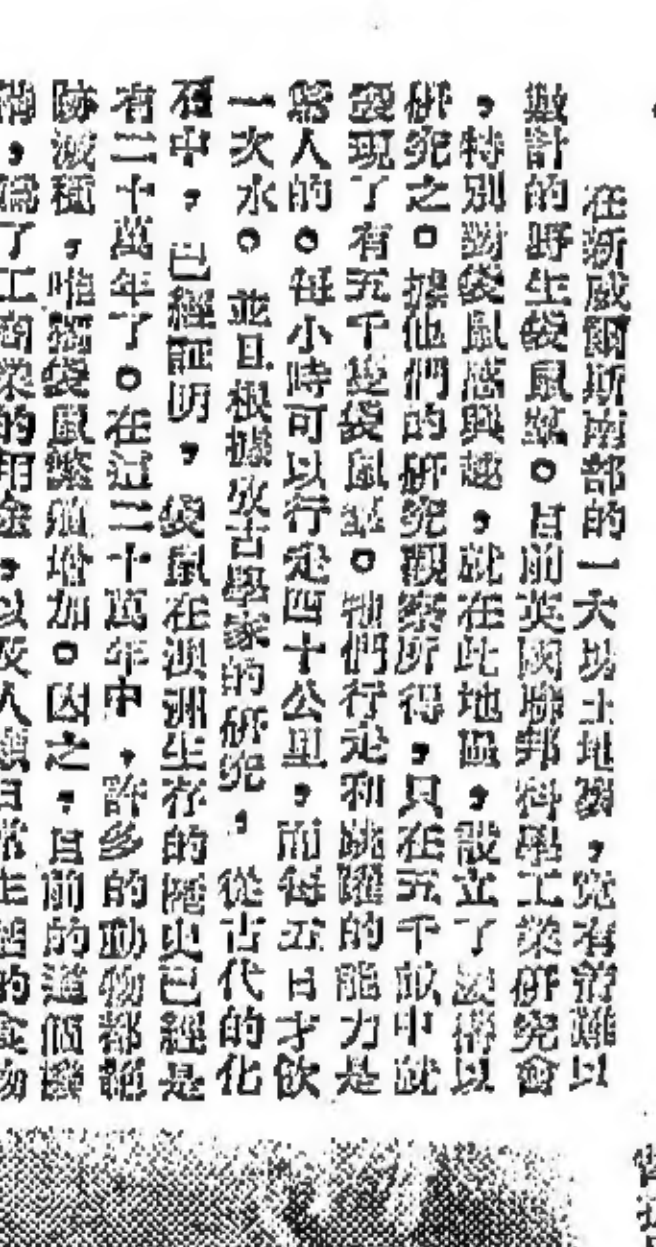 在新威爾斯南部的一大塲土地裏，竟有着難以
數計的野生袋鼠羣。目前英國聯邦科學工業研究會
，特別對袋鼠感興趣，就在此地區，設立了機構以
研究之。據他們的研究觀察所得，只在五千畝中就
發現了有五千隻袋鼠羣。牠們行走和跳躍的能力是
驚人的。每小時可以行走四十公里，而每五日才飲
一次水。並且根據考古學家的研究，從古代的化
石中，已經証明，袋鼠在澳洲生存的歷史已經是
有二十萬年了。在這二十萬年中，許多的動物都絕
跡滅種，唯獨袋鼠繁殖增加。因之，目前的這個機
構，為了工商業的用途，以及人類日常生活的食物